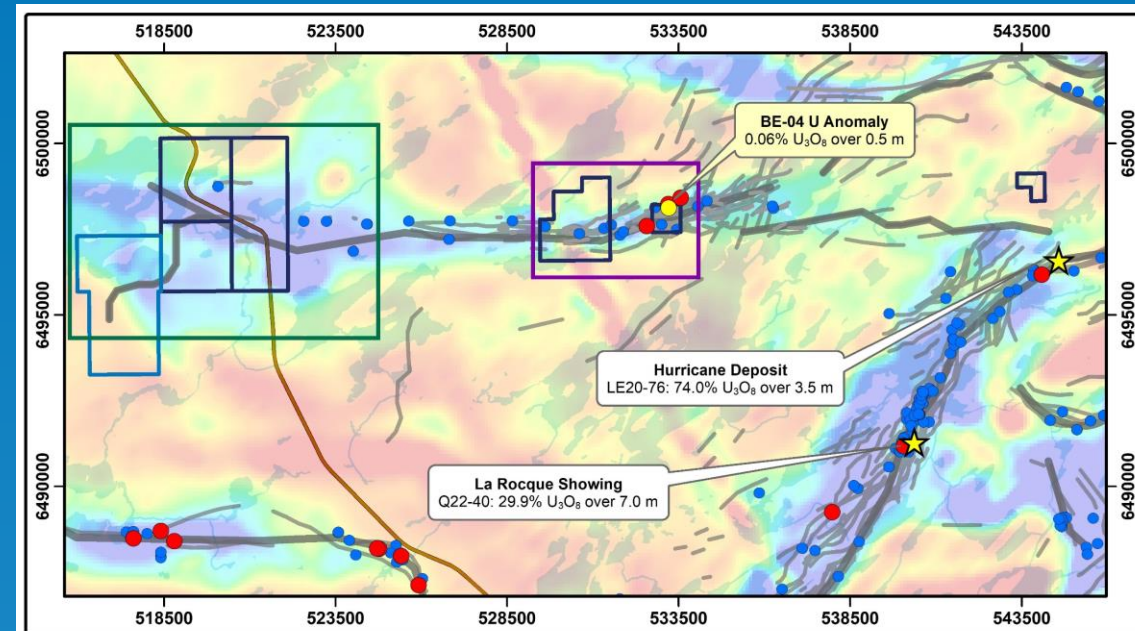 518500 523500 528500 533500 538500 543500
6500000 6500000
BE-04 U Anomaly
0.06% U₃O₈ over 0.5 m
6495000 6495000
Hurricane Deposit
LE20-76: 74.0% U₃O₈ over 3.5 m
La Rocque Showing
Q22-40: 29.9% U₃O₈ over 7.0 m
6490000 6490000
518500 523500 528500 533500 538500 543500